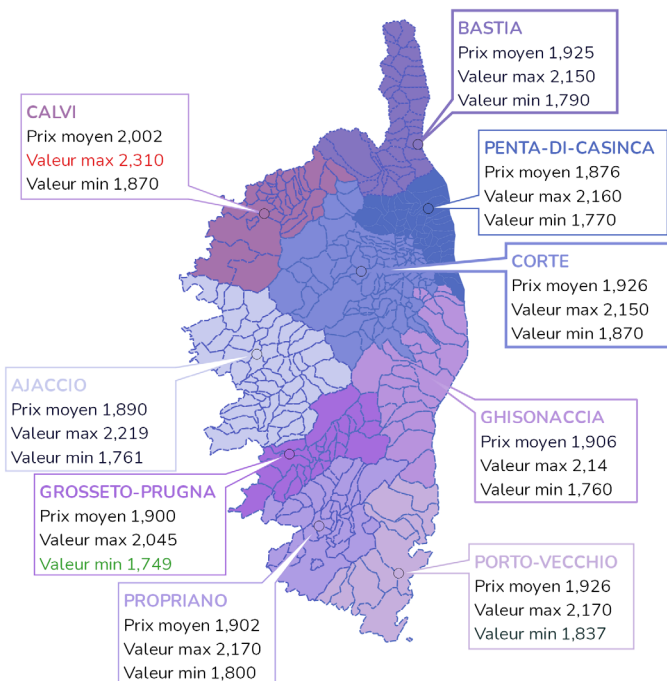 BASTIA
Prix moyen 1,925
Valeur max 2,150
Valeur min 1,790
CALVI
Prix moyen 2,002
Valeur max 2,310
Valeur min 1,870
PENTA-DI-CASINCA
Prix moyen 1,876
Valeur max 2,160
Valeur min 1,770
CORTE
Prix moyen 1,926
Valeur max 2,150
Valeur min 1,870
AJACCIO
Prix moyen 1,890
Valeur max 2,219
Valeur min 1,761
GHISONACCIA
Prix moyen 1,906
Valeur max 2,14
Valeur min 1,760
GROSSETO-PRUGNA
Prix moyen 1,900
Valeur max 2,045
Valeur min 1,749
PORTO-VECCHIO
Prix moyen 1,926
Valeur max 2,170
Valeur min 1,837
PROPRIANO
Prix moyen 1,902
Valeur max 2,170
Valeur min 1,800